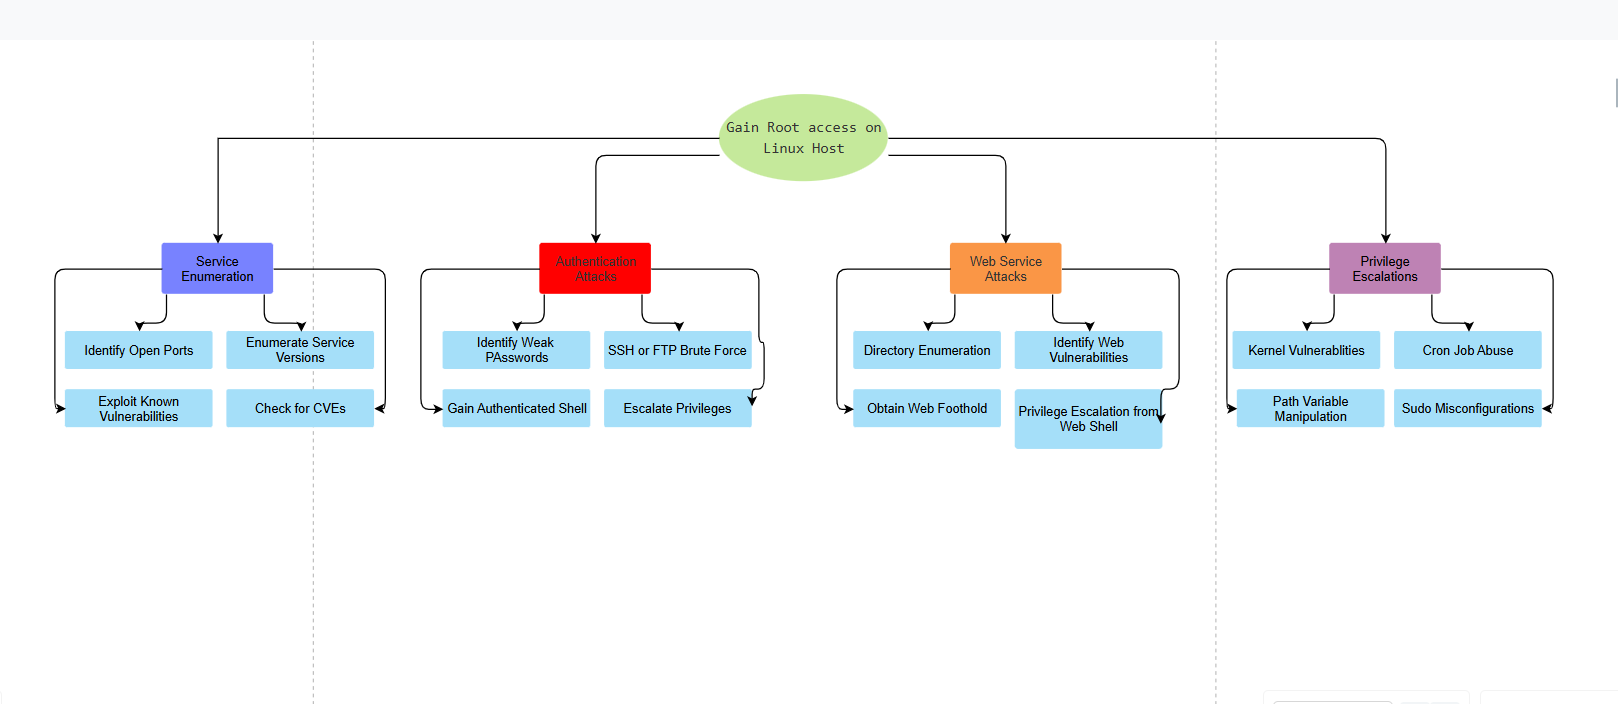 Gain Root access on
Linux Host
Service
Enumeration
Authentication
Attacks
Web Service
Attacks
Privilege
Escalations
Identify Open Ports
Enumerate Service
Versions
Identify Weak
PAsswords
SSH or FTP Brute Force
Directory Enumeration
Identify Web
Vulnerabilities
Kernel Vulnerablities
Cron Job Abuse
Exploit Known
Vulnerabilities
Check for CVEs
Gain Authenticated Shell
Escalate Privileges
Obtain Web Foothold
Privilege Escalation from
Web Shell
Path Variable
Manipulation
Sudo Misconfigurations